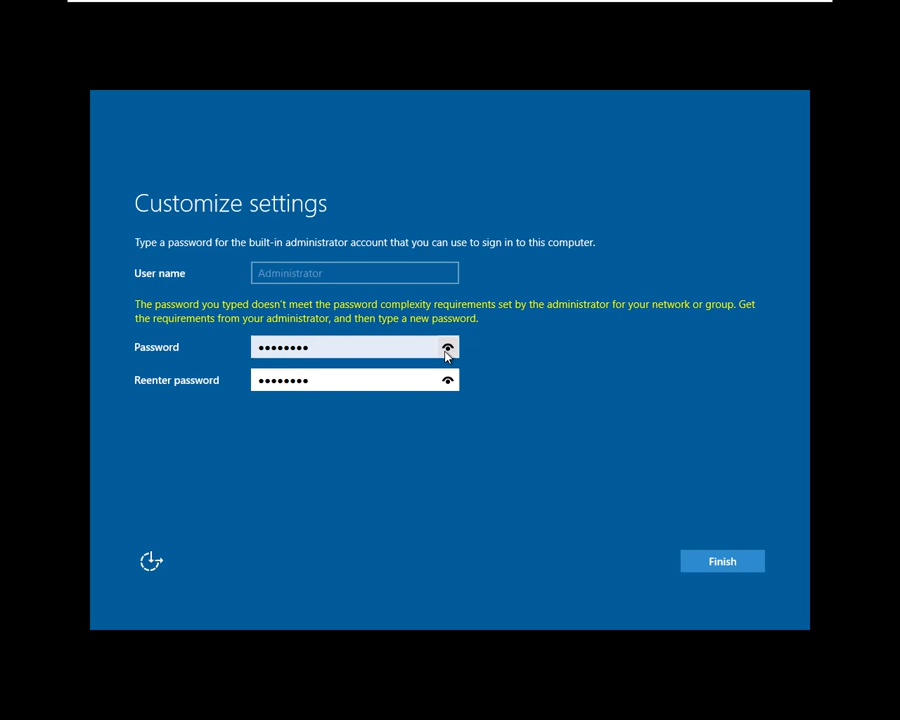 Customize settings
Type a password for the built-in administrator account that you can use to sign in to this computer.
User name
Administrator
The password you typed doesn't meet the password complexity requirements set by the administrator for your network or group. Get
the requirements from your administrator, and then type a new password.
Password ••••••••
Reenter password ••••••••
Finish